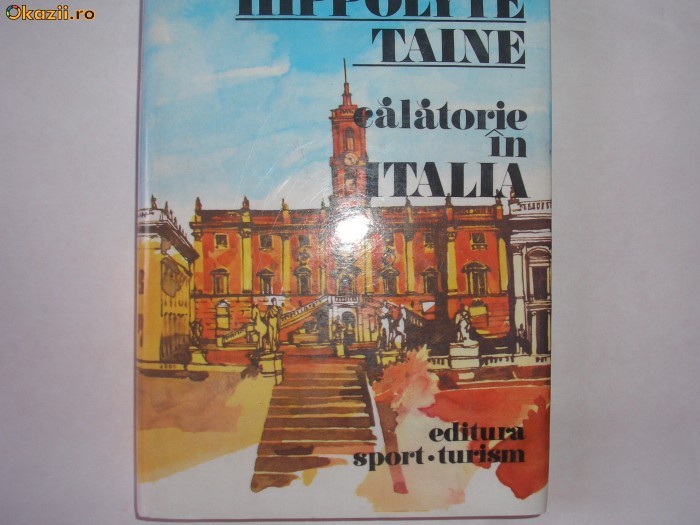 Okazii.ro
HIPPOLYTE
TAINE
călătorie
în
ITALIA
editura
sport•turism